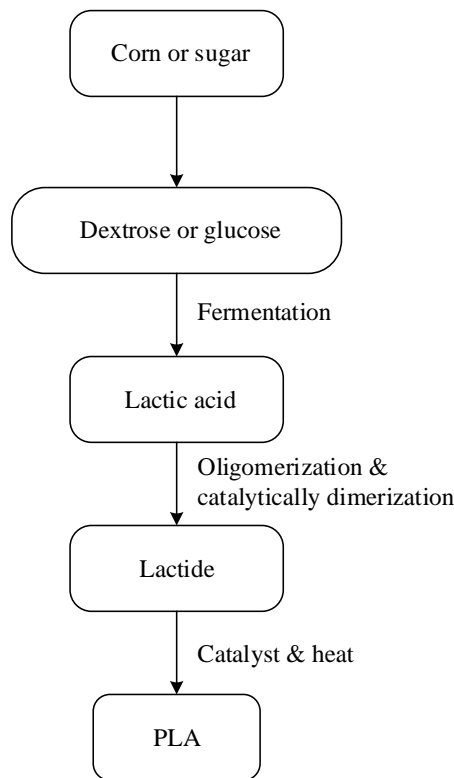 Corn or sugar
Dextrose or glucose
Fermentation
Lactic acid
Oligomerization &
catalytically dimerization
Lactide
Catalyst & heat
PLA